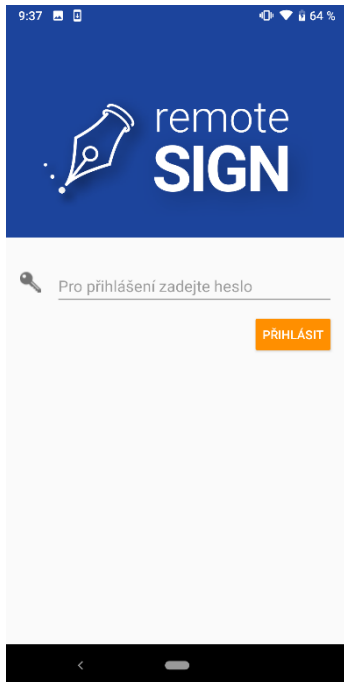 9:37
64 %
remote
SIGN
Pro přihlášení zadejte heslo
PŘIHLÁSIT